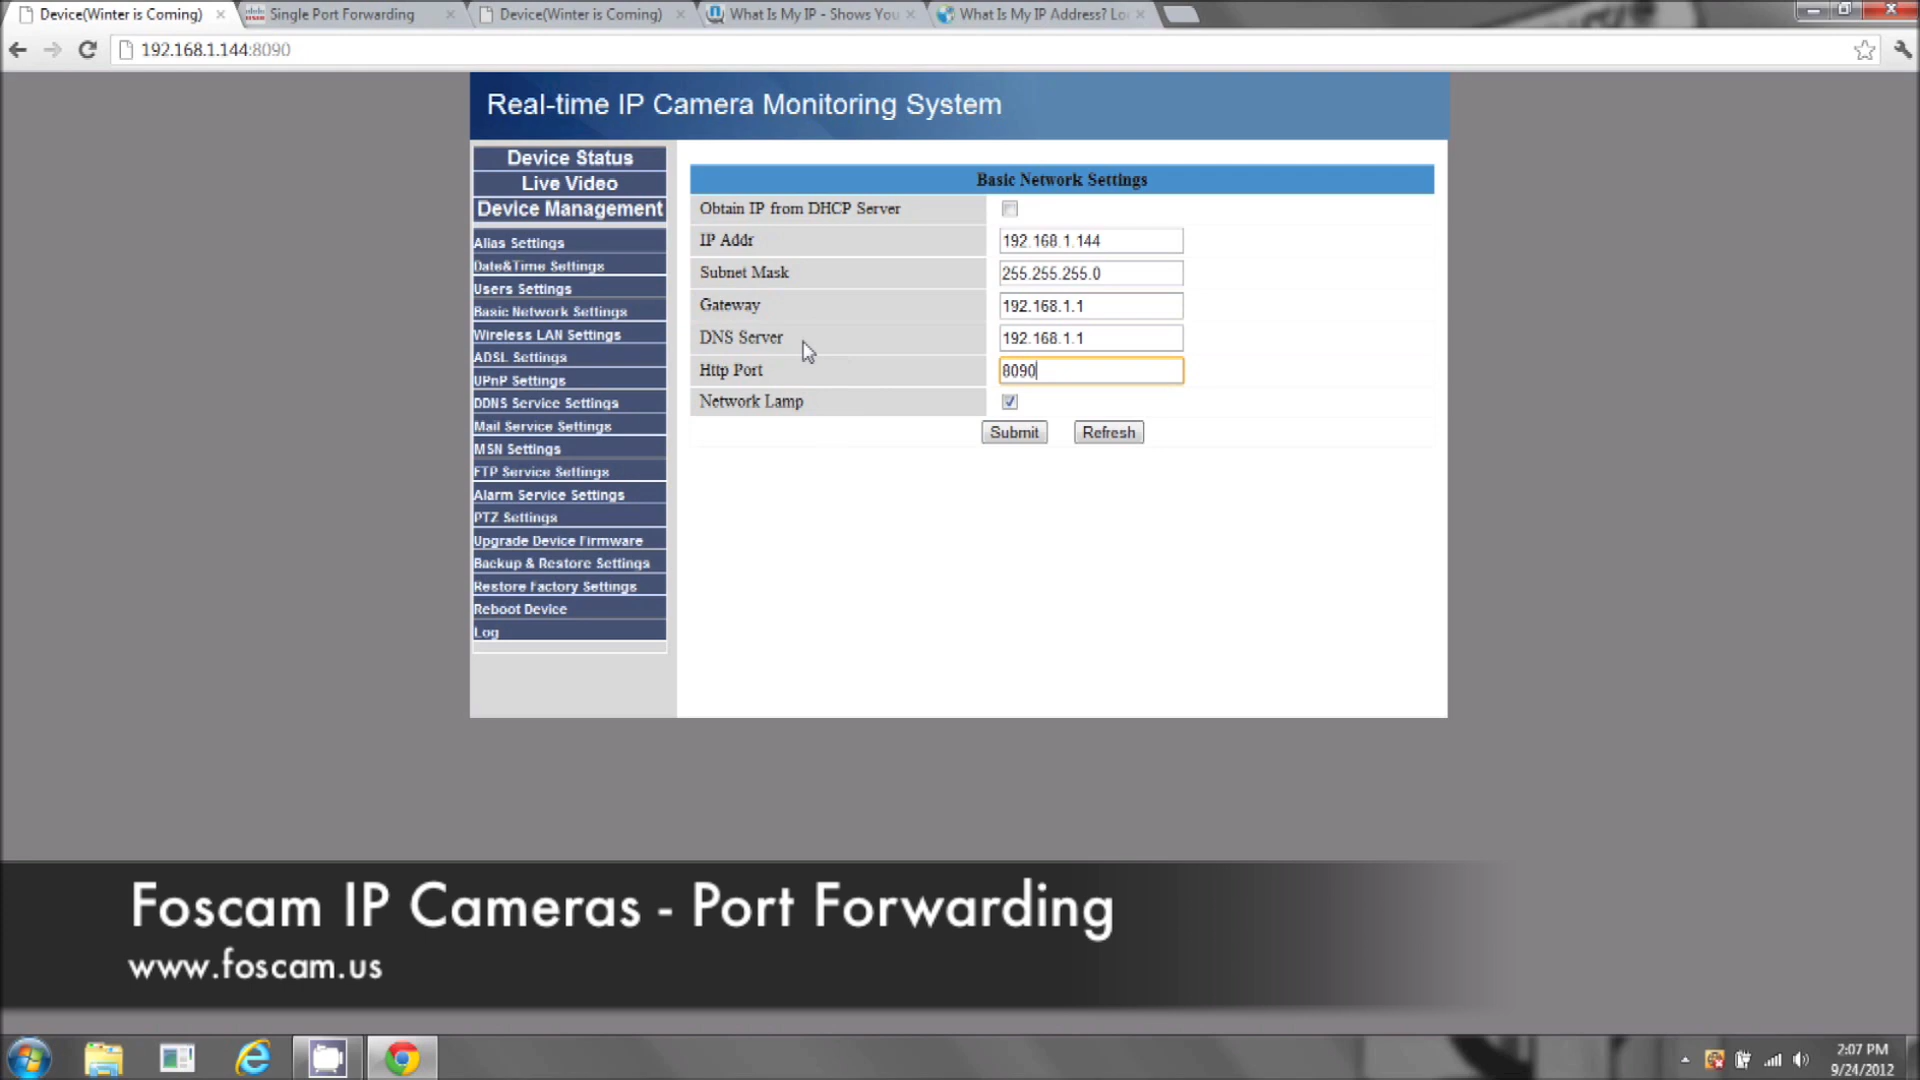 Device(Winter is Coming)
Single Port Forwarding
Device(Winter is Coming)
What Is My IP - Shows You
What Is My IP Address? Lo
192.168.1.144:8090
Real-time IP Camera Monitoring System
Device Status
Live Video
Device Management
Alias Settings
Date&Time Settings
Users Settings
Basic Network Settings
Wireless LAN Settings
ADSL Settings
UPnP Settings
DDNS Service Settings
Mail Service Settings
MSN Settings
FTP Service Settings
Alarm Service Settings
PTZ Settings
Upgrade Device Firmware
Backup & Restore Settings
Restore Factory Settings
Reboot Device
Log
Basic Network Settings
Obtain IP from DHCP Server
IP Addr 192.168.1.144
Subnet Mask 255.255.255.0
Gateway 192.168.1.1
DNS Server 192.168.1.1
Http Port 8090
Network Lamp
Submit Refresh
Foscam IP Cameras - Port Forwarding
www.foscam.us
2:07 PM
9/24/2012